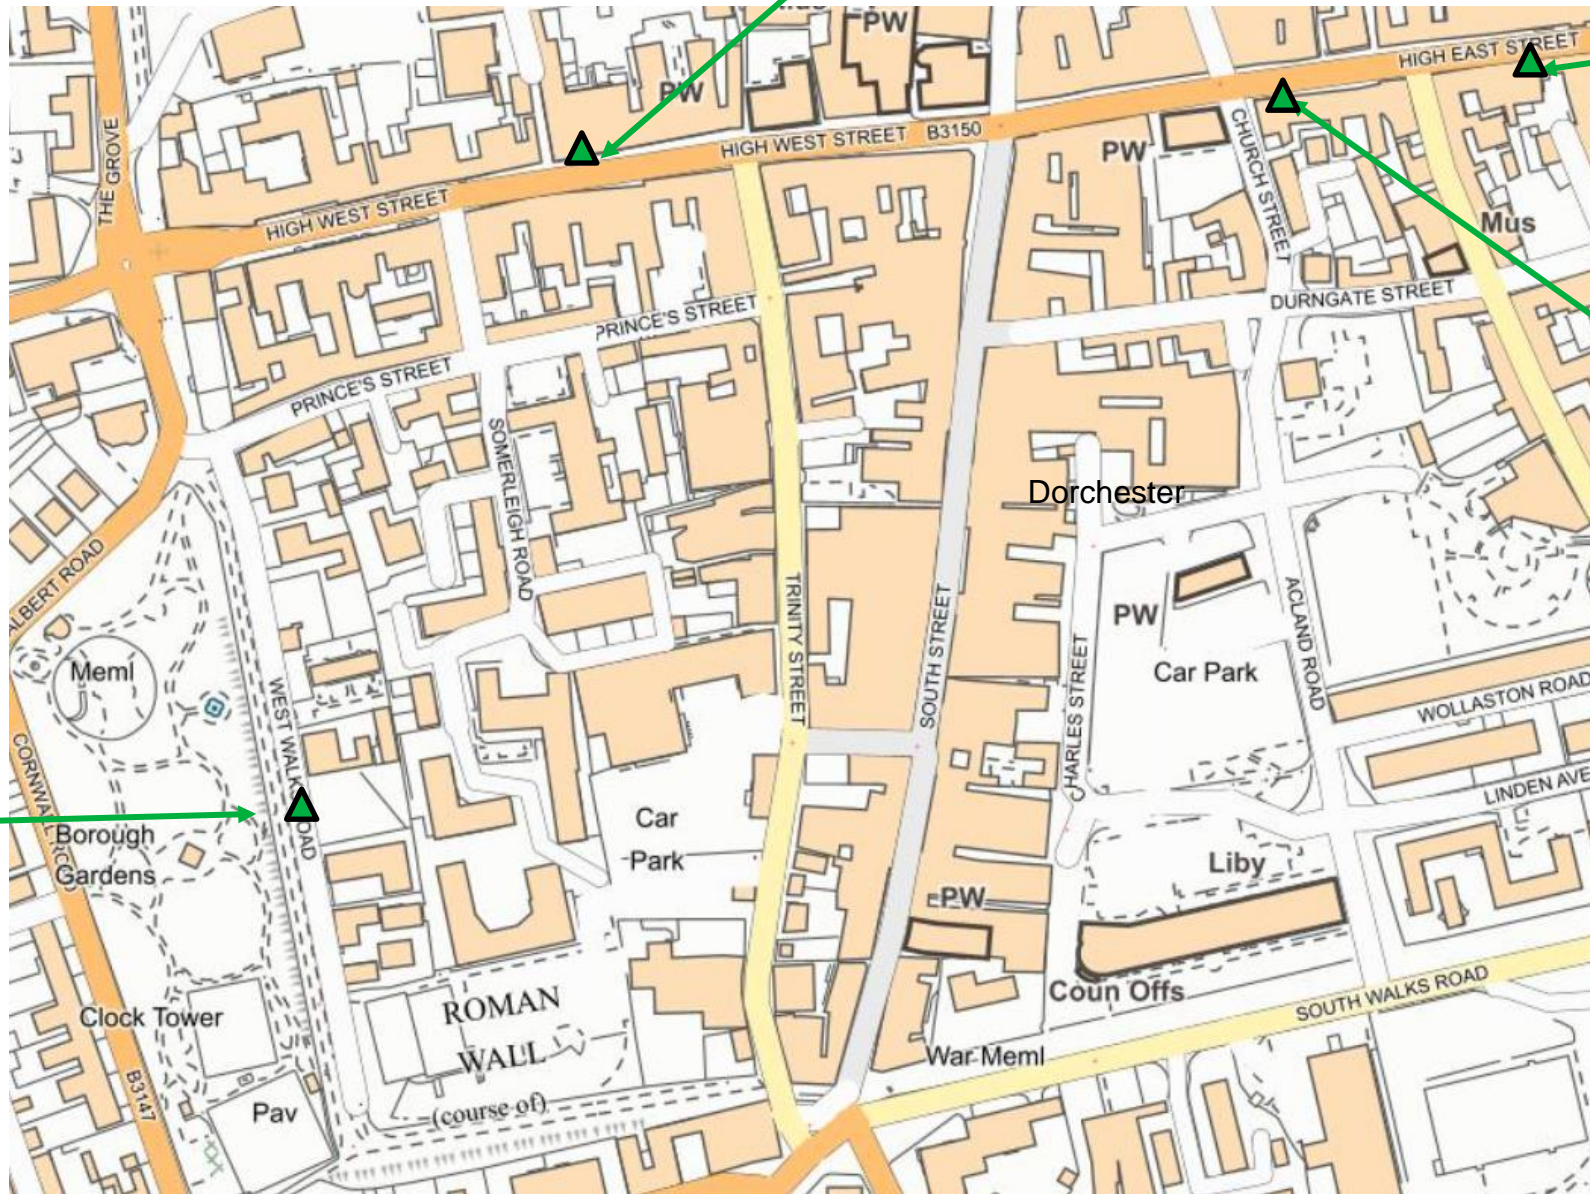 PW
HIGH EAST STREET
PW
THE GROVE
HIGH WEST STREET B3150
PW
CHURCH STREET
HIGH WEST STREET
Mus
DURNGATE STREET
PRINCE'S STREET
PRINCE'S STREET
SOMERLEIGH ROAD
Dorchester
ALBERT ROAD
TRINITY STREET
SOUTH STREET
ACLAND ROAD
PW
Meml
Car Park
WEST WALKS ROAD
CHARLES STREET
WOLLASTON ROAD
CORNWALL ROAD
LINDEN AVE
Car
Park
Borough
Gardens
Liby
PW
Coun Offs
SOUTH WALKS ROAD
ROMAN
WALL
(course of)
Clock Tower
War Meml
B3147
Pav